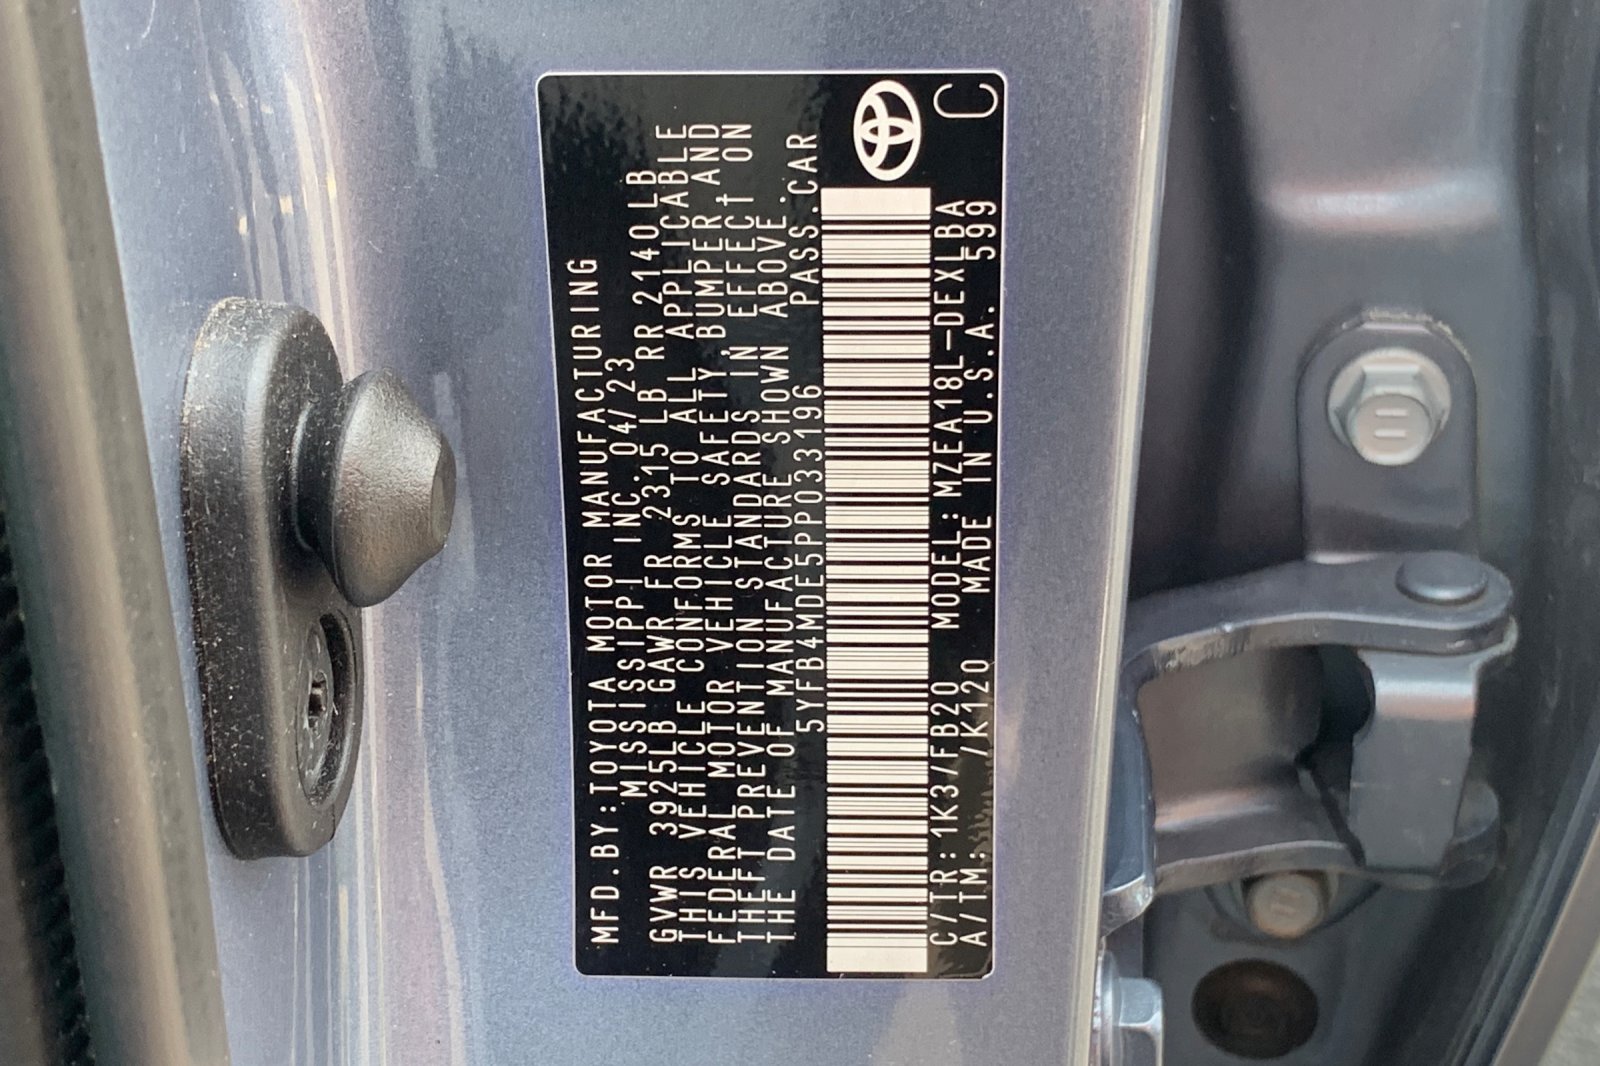 MFD.BY:TOYOTA MOTOR MANUFACTURING
MISSISSIPPI INC. 04/23
GVWR 3925LB GAWR FR 2315 LB RR 2140LB
THIS VEHICLE CONFORMS TO ALL APPLICABLE
FEDERAL MOTOR VEHICLE SAFETY,BUMPER,AND
THEFT PREVENTION STANDARDS IN EFFECT ON
THE DATE OF MANUFACTURE SHOWN ABOVE.
5YFB4MDE5PP033196 PASS.CAR
C/TR: 1K3/FB20 MODEL:MZEA18L-DEXLBA
A/TM: /K120 MADE IN U.S.A. 599
C